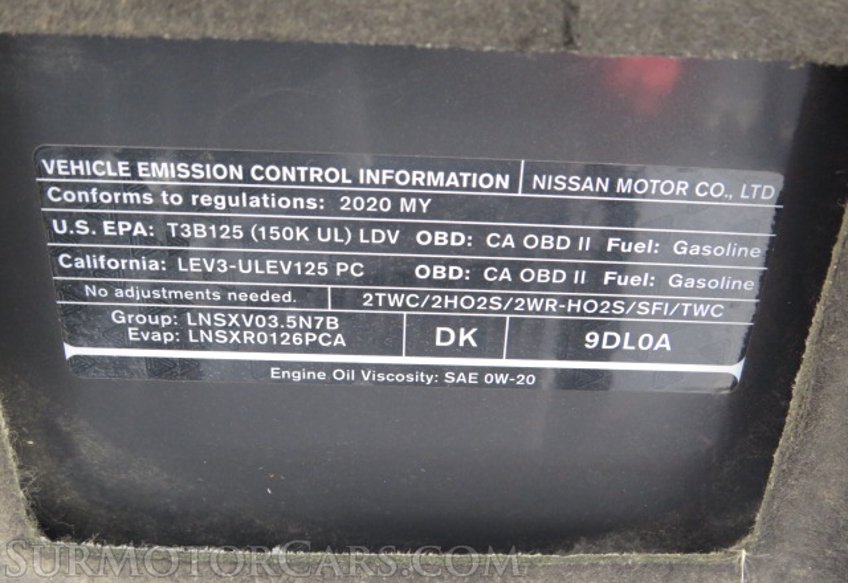 VEHICLE EMISSION CONTROL INFORMATION NISSAN MOTOR CO., LTD
Conforms to regulations: 2020 MY
U.S. EPA: T3B125 (150K UL) LDV OBD: CA OBD II Fuel: Gasoline
California: LEV3-ULEV125 PC OBD: CA OBD II Fuel: Gasoline
No adjustments needed. 2TWC/2HO2S/2WR-HO2S/SFI/TWC
Group: LNSXV03.5N7B
Evap: LNSXR0126PCA
DK
9DL0A
Engine Oil Viscosity: SAE 0W-20
SurMotorCars.com